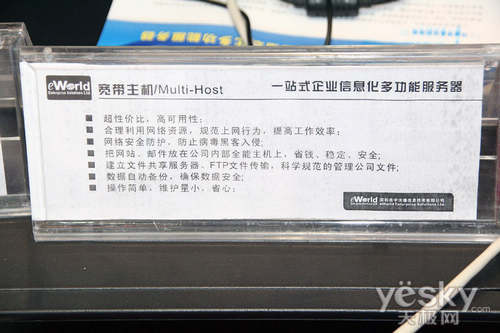 eWorld
Enterprise Solutions Ltd.
宽带主机/Multi-Host
一站式企业信息化多功能服务器
■ 超性价比，高可用性；
■ 合理利用网络资源，规范上网行为，提高工作效率；
■ 网络安全防护，防止病毒黑客入侵；
■ 把网站、邮件放在公司内部全能主机上，省钱、稳定、安全；
■ 建立文件共享服务器、FTP文件传输，科学规范的管理公司文件；
■ 数据自动备份，确保数据安全；
■ 操作简单，维护量小，省心；
eWorld
eWorld Enterprise Solutions Ltd.
yesky
天极网